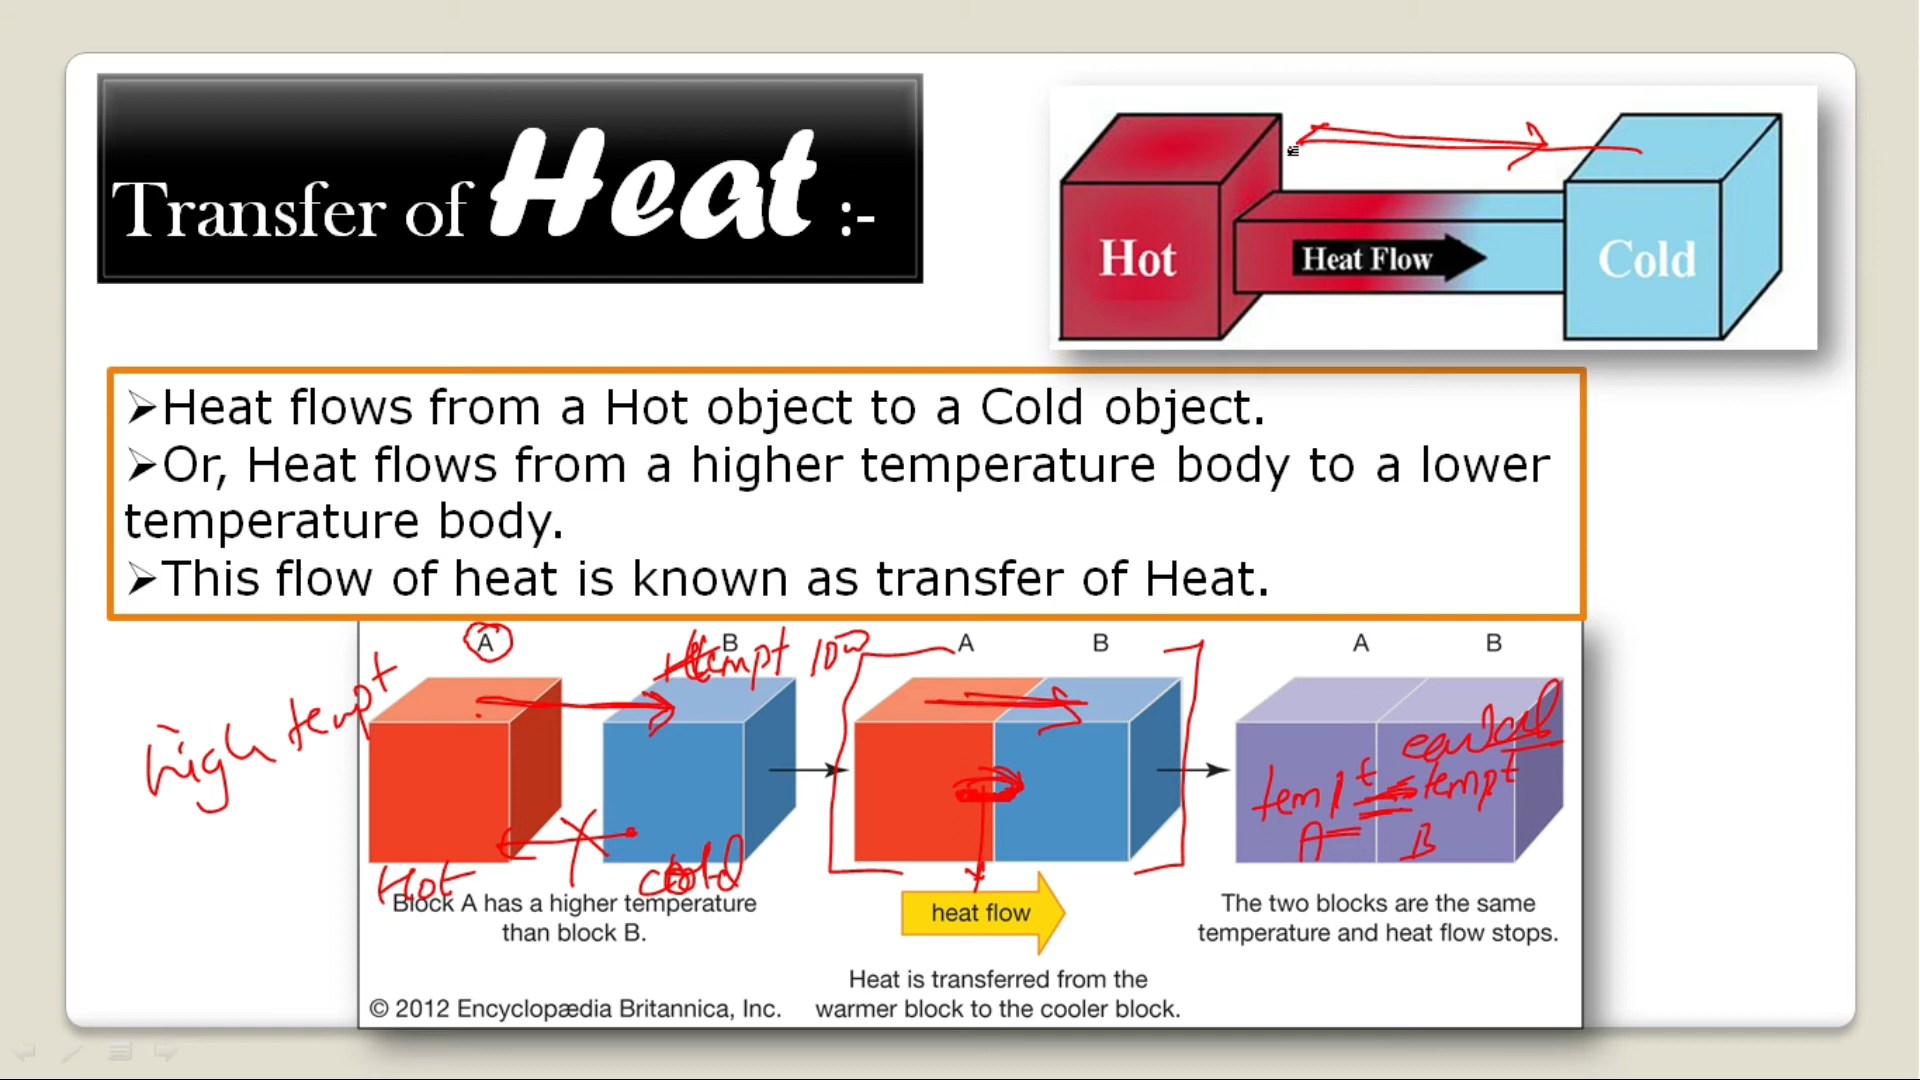 Transfer of Heat :-
Hot
Heat Flow
Cold
➢Heat flows from a Hot object to a Cold object.
➢Or, Heat flows from a higher temperature body to a lower
temperature body.
➢This flow of heat is known as transfer of Heat.
A B A B A B
high tempt
tempt low
tempt = tempt
A B
Hot
cold
Block A has a higher temperature
than block B.
heat flow
Heat is transferred from the
warmer block to the cooler block.
The two blocks are the same
temperature and heat flow stops.
© 2012 Encyclopædia Britannica, Inc.